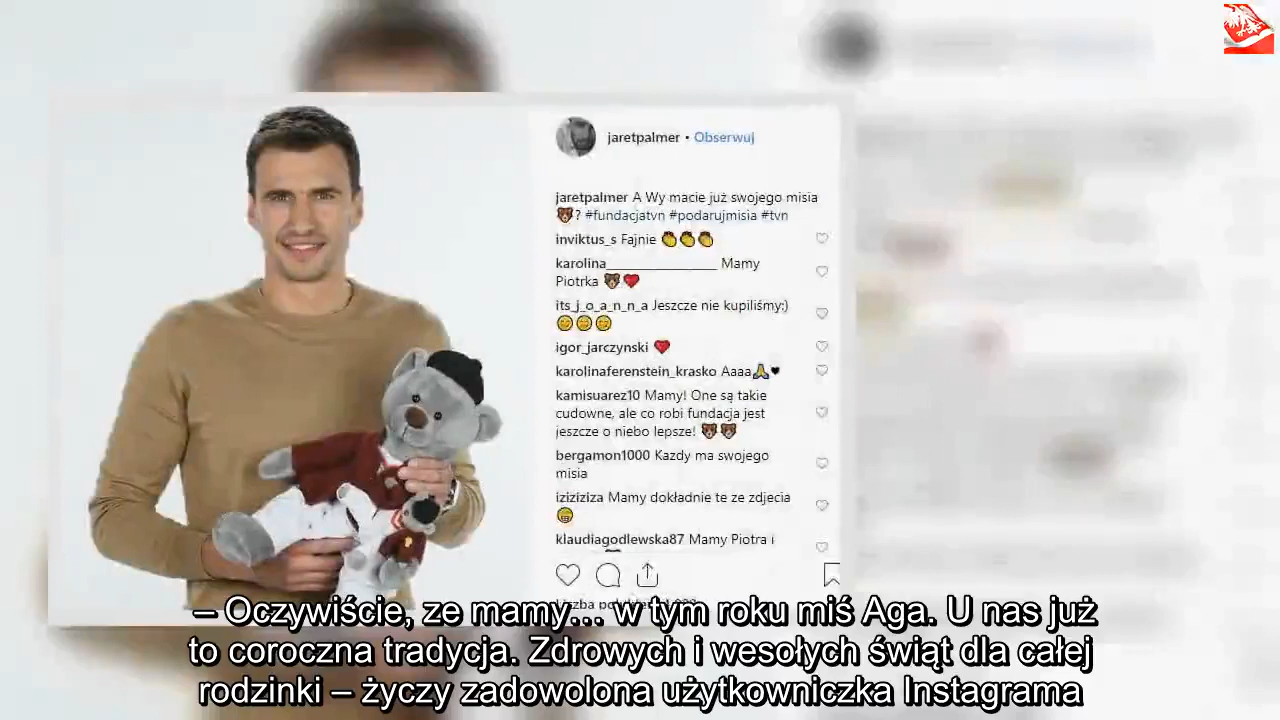 jaretpalmer • Obserwuj
jaretpalmer A Wy macie już swojego misia
🐻? #fundacjatvn #podarujmisia #tvn
inviktus_s Fajnie 👏👏👏
karolina__________________ Mamy
Piotrka 🐻❤️
its_j_o_a_n_n_a Jeszcze nie kupiliśmy:)
igor_jarczynski ❤️
karolinaferenstein_krasko Aaaa🙏🖤
kamisuarez10 Mamy! One są takie
cudowne, ale co robi fundacja jest
jeszcze o niebo lepsze! 🐻🐻
bergamon1000 Kazdy ma swojego
misia
iziziziza Mamy dokładnie te ze zdjecia
klaudiagodlewska87 Mamy Piotra i
– Oczywiście, ze mamy... w tym roku miś Aga. U nas już
to coroczna tradycja. Zdrowych i wesołych świąt dla całej
rodzinki – życzy zadowolona użytkowniczka Instagrama